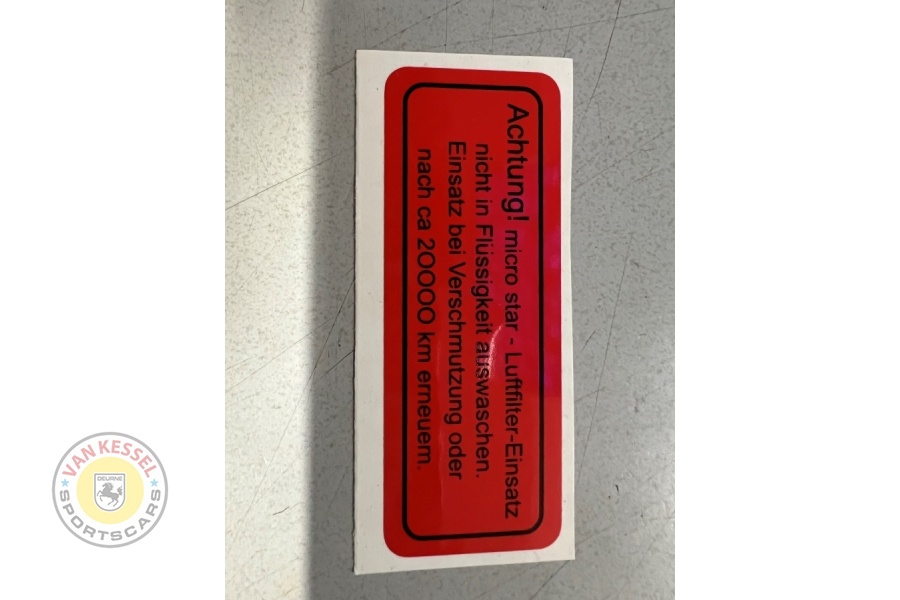 Achtung! micro star - Luftfilter-Einsatz
nicht in Flüssigkeit auswaschen.
Einsatz bei Verschmutzung oder
nach ca 20000 km erneuern.
VAN KESSEL
DEURNE
SPORTSCARS